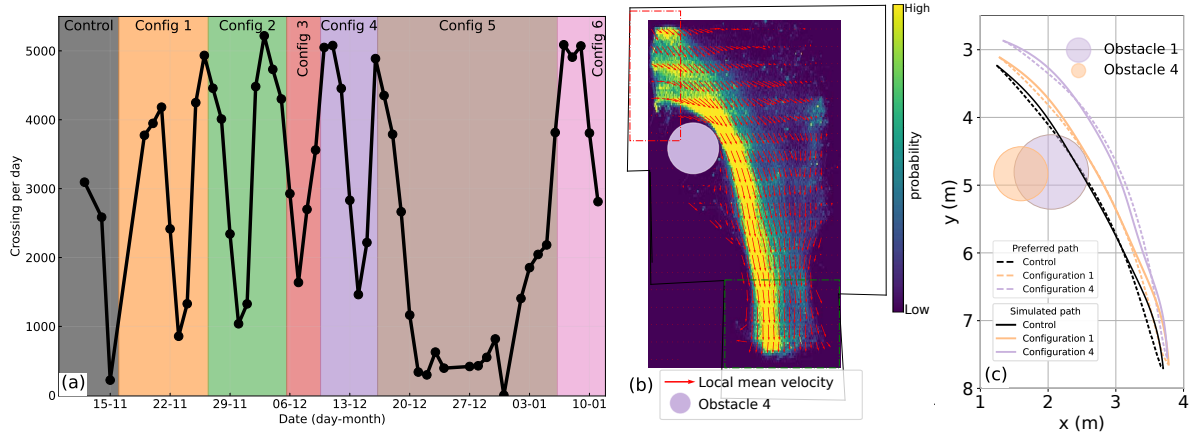 Control
Config 1
Config 2
Config 3
Config 4
Config 5
Config 6
Crossing per day
5000
4000
3000
2000
1000
0
(a)
15-11
22-11
29-11
06-12
13-12
20-12
27-12
03-01
10-01
Date (day-month)
High
probability
Low
(b)
Local mean velocity
Obstacle 4
Obstacle 1
Obstacle 4
y (m)
3
4
5
6
7
8
Preferred path
Control
Configuration 1
Configuration 4
Simulated path
Control
Configuration 1
Configuration 4
(c)
1
2
3
4
x (m)